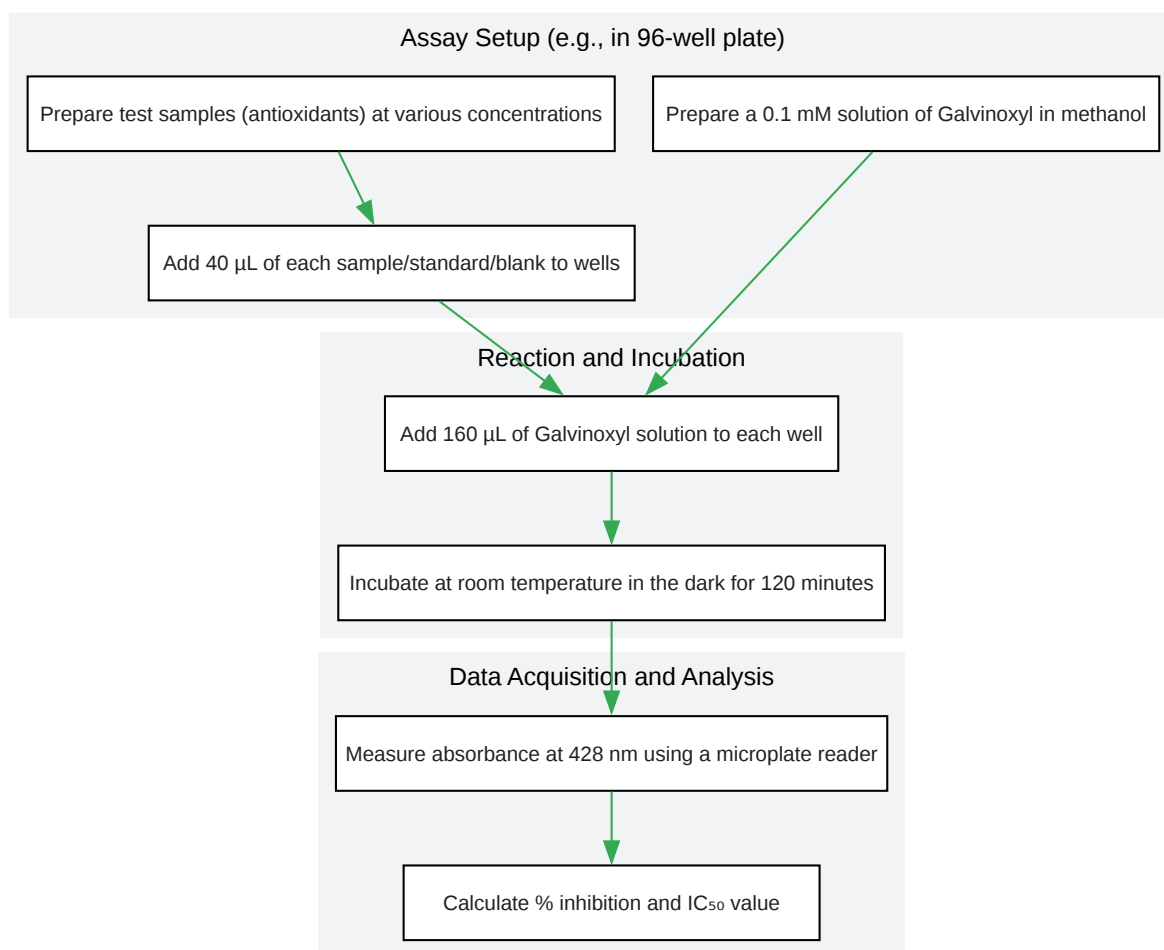 Assay Setup (e.g., in 96-well plate)
Prepare test samples (antioxidants) at various concentrations
Prepare a 0.1 mM solution of Galvinoxyl in methanol
Add 40 µL of each sample/standard/blank to wells
Reaction and Incubation
Add 160 µL of Galvinoxyl solution to each well
Incubate at room temperature in the dark for 120 minutes
Data Acquisition and Analysis
Measure absorbance at 428 nm using a microplate reader
Calculate % inhibition and IC₅₀ value